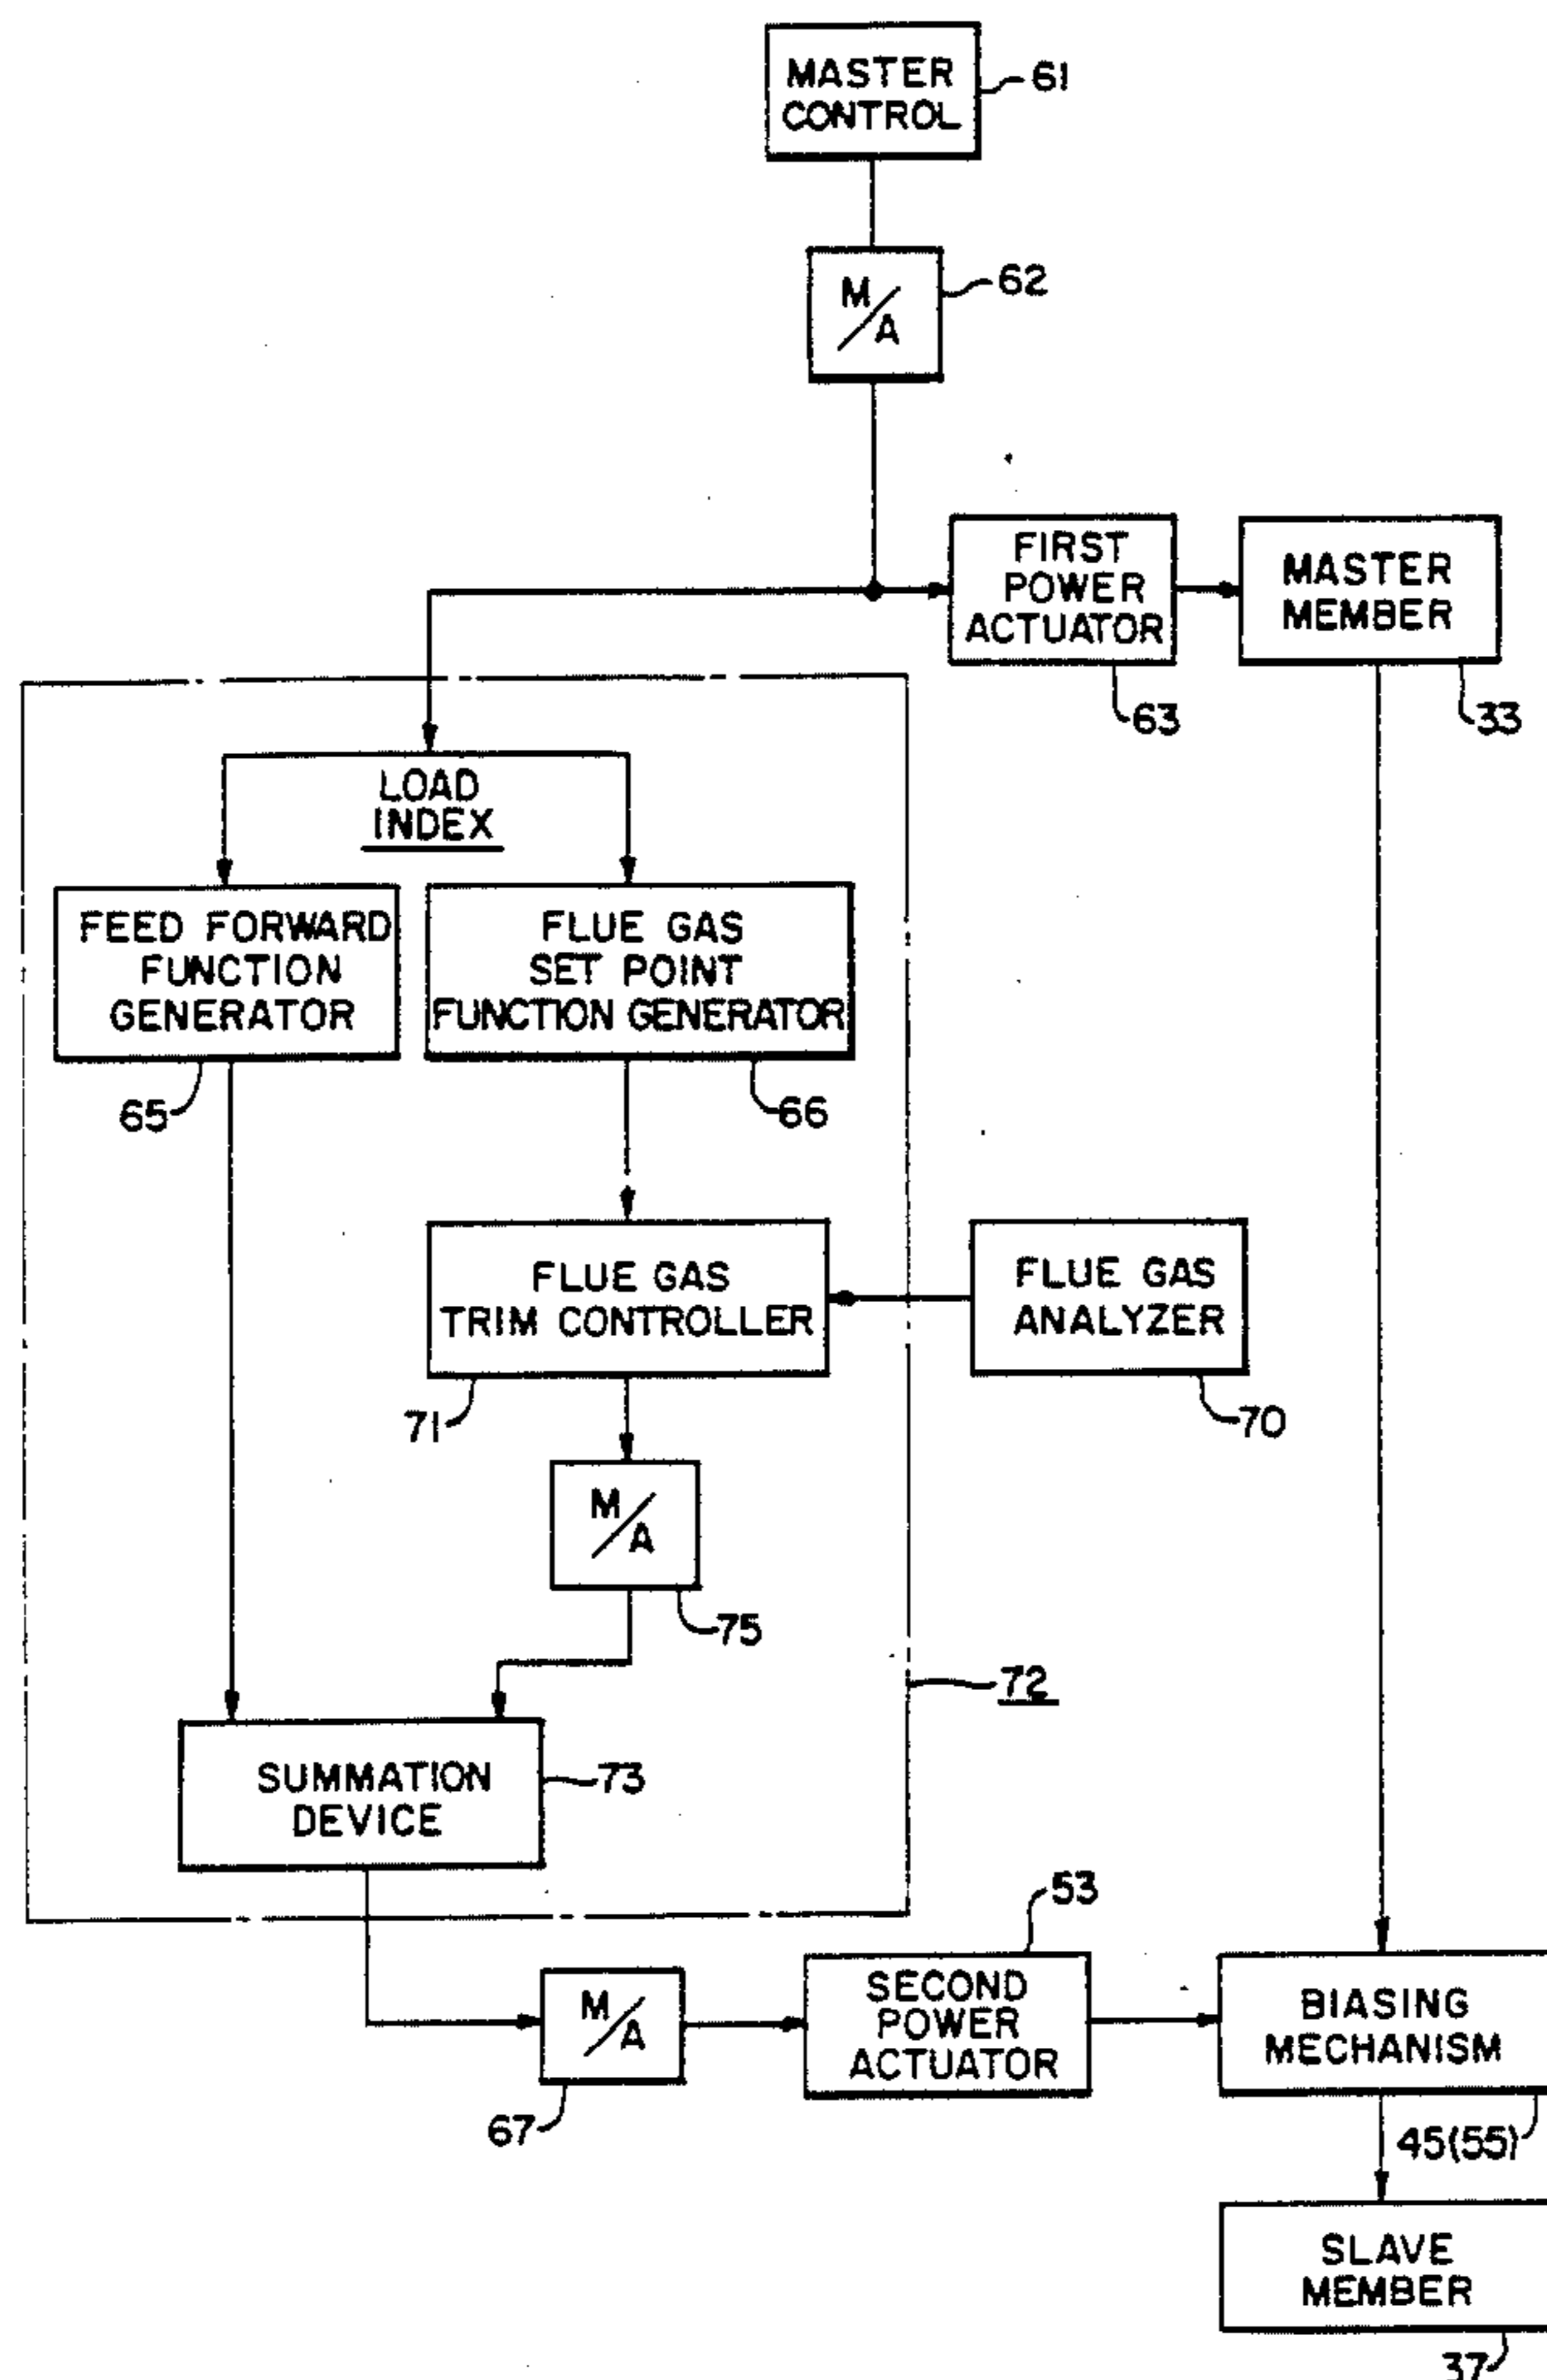 MASTER
CONTROL
61
M/A
62
FIRST
POWER
ACTUATOR
63
MASTER
MEMBER
33
LOAD
INDEX
FEED FORWARD
FUNCTION
GENERATOR
65
FLUE GAS
SET POINT
FUNCTION GENERATOR
66
FLUE GAS
TRIM CONTROLLER
71
FLUE GAS
ANALYZER
70
M/A
75
72
SUMMATION
DEVICE
73
M/A
67
SECOND
POWER
ACTUATOR
53
BIASING
MECHANISM
45(55)
SLAVE
MEMBER
37